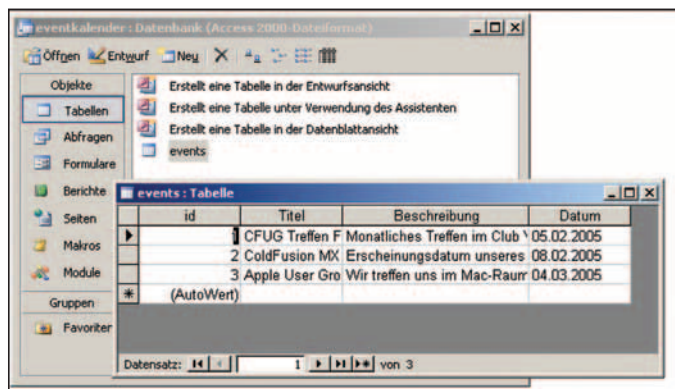 eventkalender : Datenbank (Access 2000-Dateiformat)
Öffnen Entwurf Neu
Objekte
Tabellen
Abfragen
Formulare
Berichte
Seiten
Makros
Module
Gruppen
Favoriten
Erstellt eine Tabelle in der Entwurfsansicht
Erstellt eine Tabelle unter Verwendung des Assistenten
Erstellt eine Tabelle in der Datenblattansicht
events
events : Tabelle
id Titel Beschreibung Datum
1 CFUG Treffen F Monatliches Treffen im Club Y 05.02.2005
2 ColdFusion MX Erscheinungsdatum unseres 08.02.2005
3 Apple User Gro Wir treffen uns im Mac-Raum 04.03.2005
(AutoWert)
Datensatz: 1 von 3